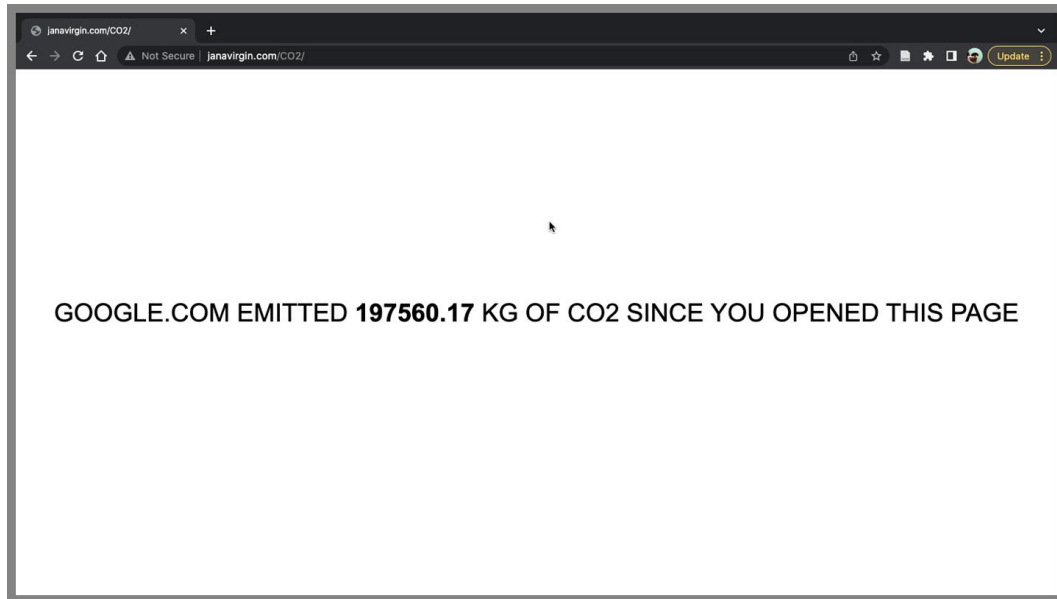 janavirgin.com/CO2/
Not Secure | janavirgin.com/CO2/
Update
GOOGLE.COM EMITTED 197560.17 KG OF CO2 SINCE YOU OPENED THIS PAGE